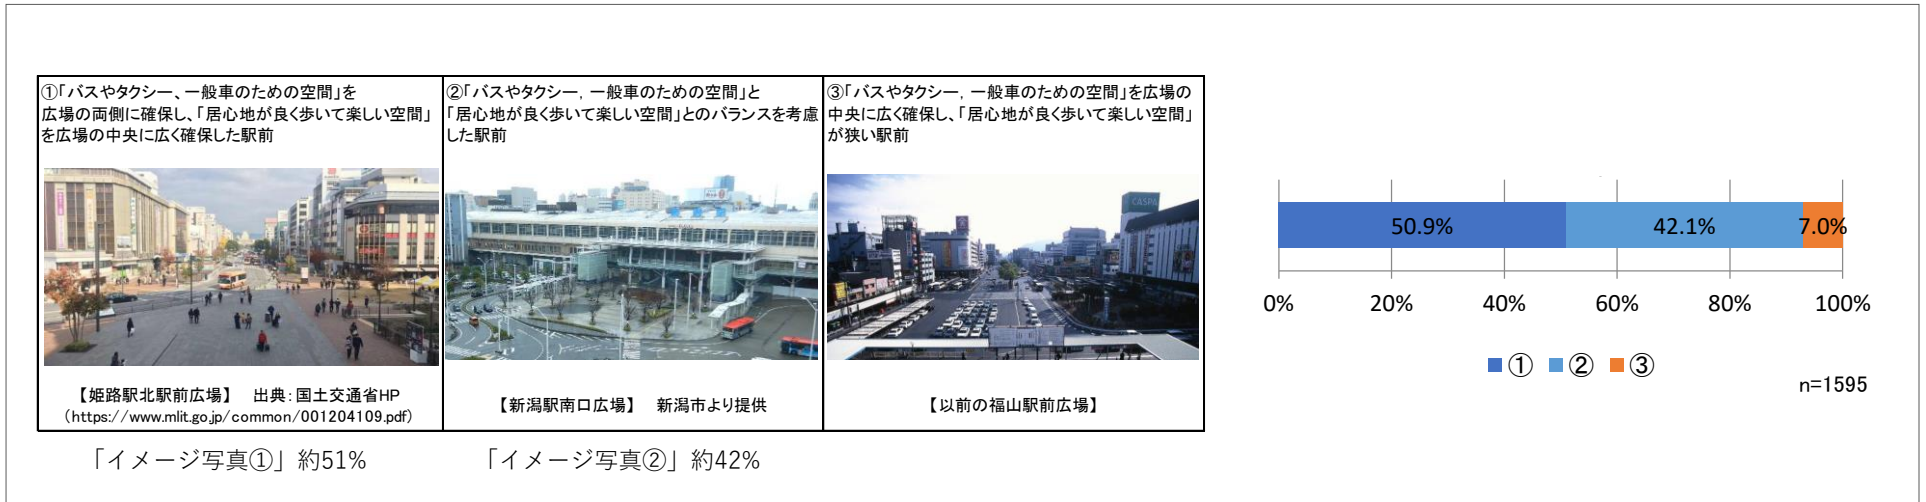 ①「バスやタクシー、一般車のための空間」を
広場の両側に確保し、「居心地が良く歩いて楽しい空間」
を広場の中央に広く確保した駅前
【姫路駅北駅前広場】　出典：国土交通省HP
（https://www.mlit.go.jp/common/001204109.pdf）
②「バスやタクシー，一般車のための空間」と
「居心地が良く歩いて楽しい空間」とのバランスを考慮
した駅前
【新潟駅南口広場】　新潟市より提供
③「バスやタクシー，一般車のための空間」を広場の
中央に広く確保し、「居心地が良く歩いて楽しい空間」
が狭い駅前
CASPA
【以前の福山駅前広場】
「イメージ写真①」約51%
「イメージ写真②」約42%
50.9% 42.1% 7.0%
0% 20% 40% 60% 80% 100%
① ② ③
n=1595